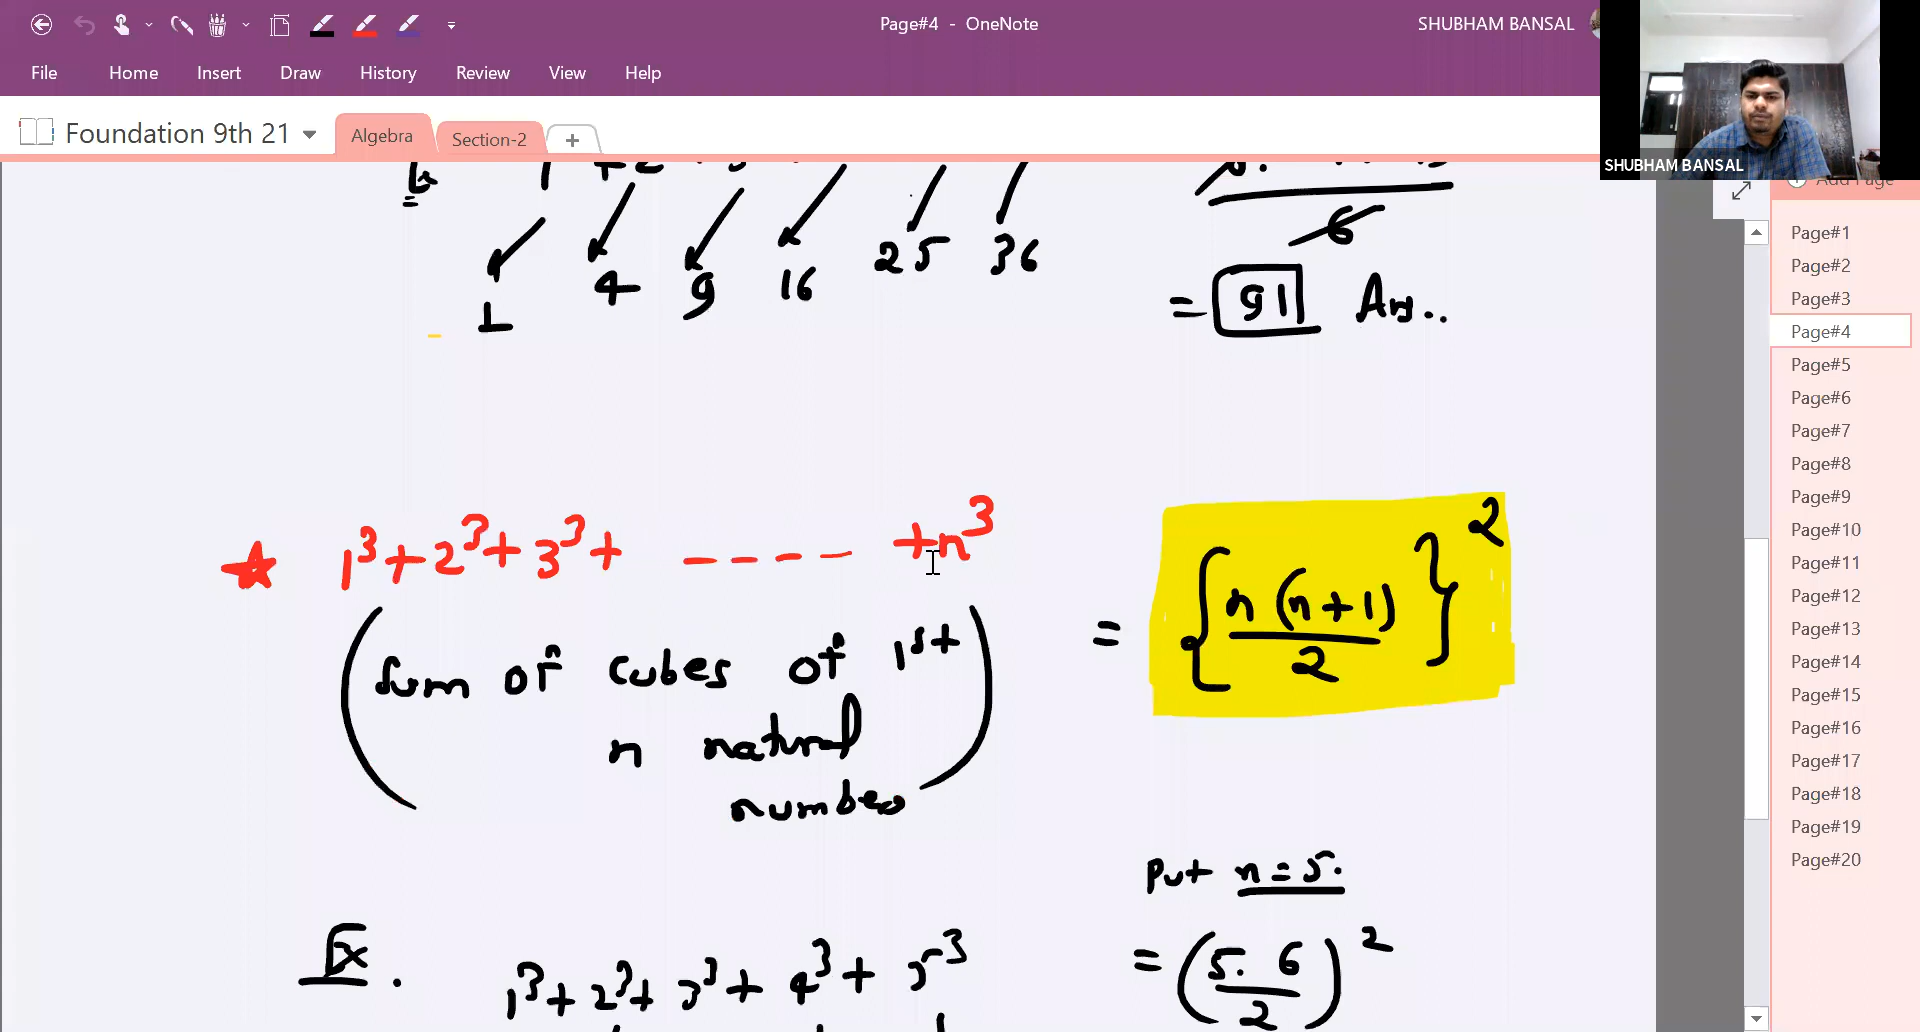 Page#4 - OneNote
SHUBHAM BANSAL
File Home Insert Draw History Review View Help
Foundation 9th 21
Algebra
Section-2
+
SHUBHAM BANSAL
Add Page
1 4 9 16 25 36
6
= 91 Ans..
1³ + 2³ + 3³ + - - - - + n³
= { n (n+1) / 2 }²
(Sum of cubes of 1st
n natural
numbers)
Put n = 5.
Ex. 1³ + 2³ + 3³ + 4³ + 5³
= (5. 6 / 2)²
Page#1
Page#2
Page#3
Page#4
Page#5
Page#6
Page#7
Page#8
Page#9
Page#10
Page#11
Page#12
Page#13
Page#14
Page#15
Page#16
Page#17
Page#18
Page#19
Page#20